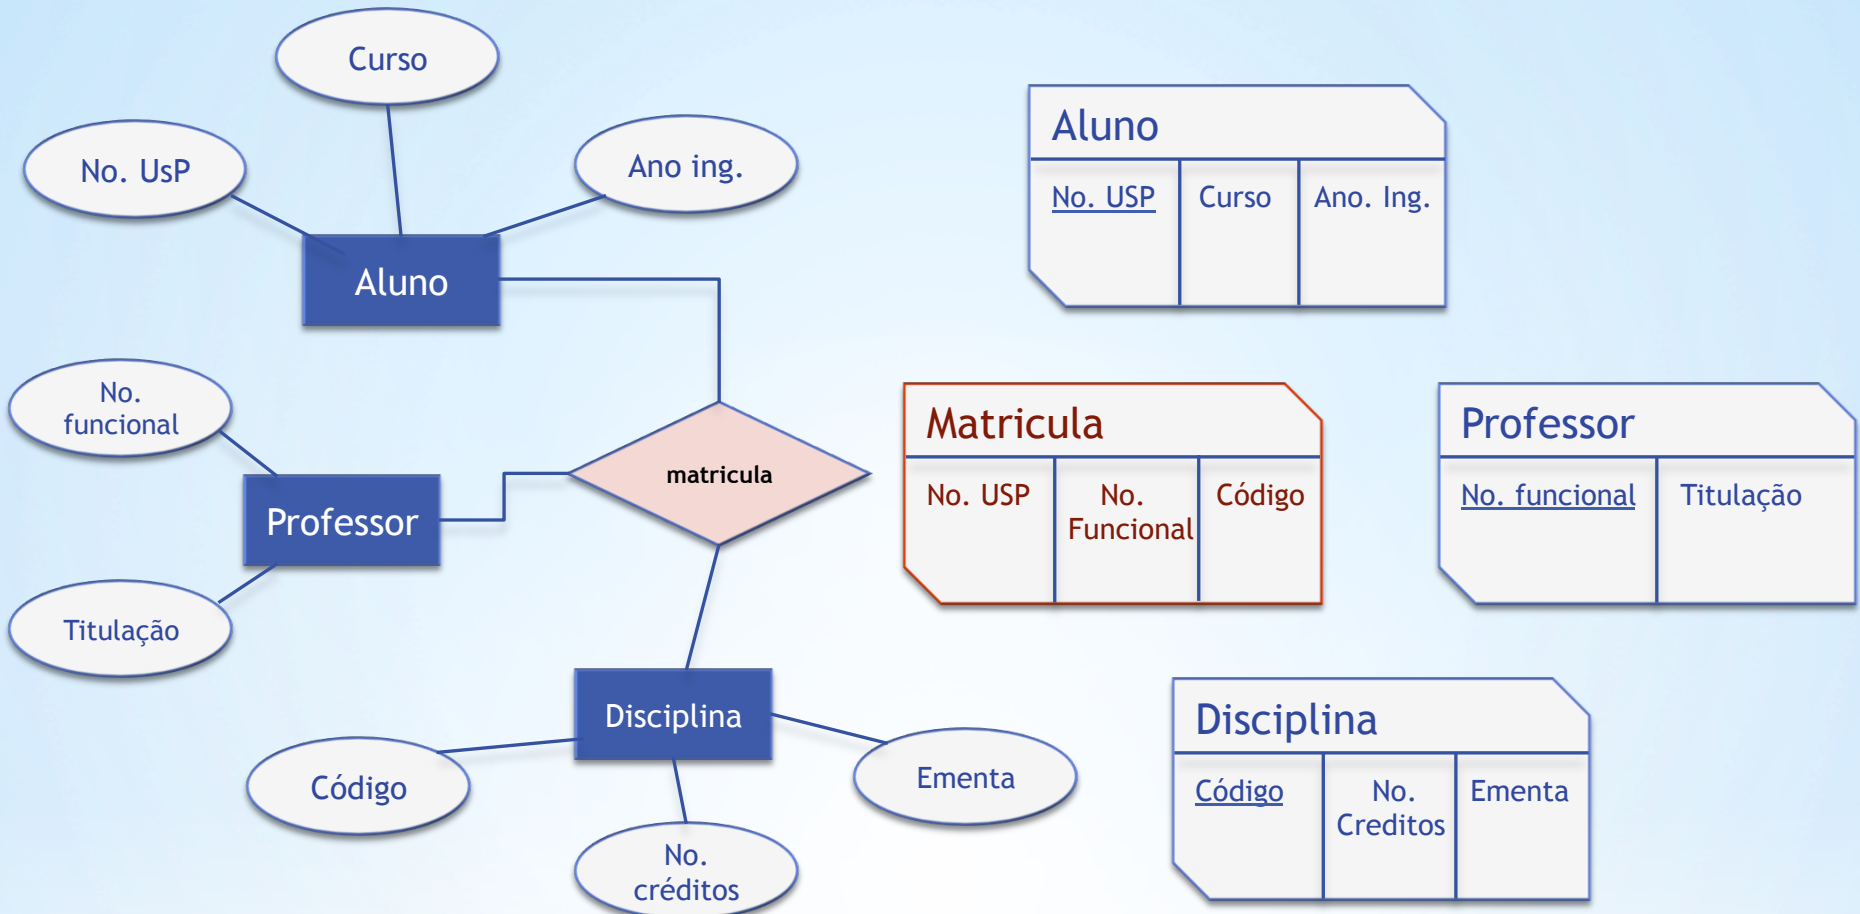 Curso
No. UsP
Ano ing.
Aluno
No.
funcional
Professor
Titulação
matricula
Disciplina
Código
No.
créditos
Ementa
Aluno
No. USP
Curso
Ano. Ing.
Matricula
No. USP
No.
Funcional
Código
Professor
No. funcional
Titulação
Disciplina
Código
No.
Creditos
Ementa